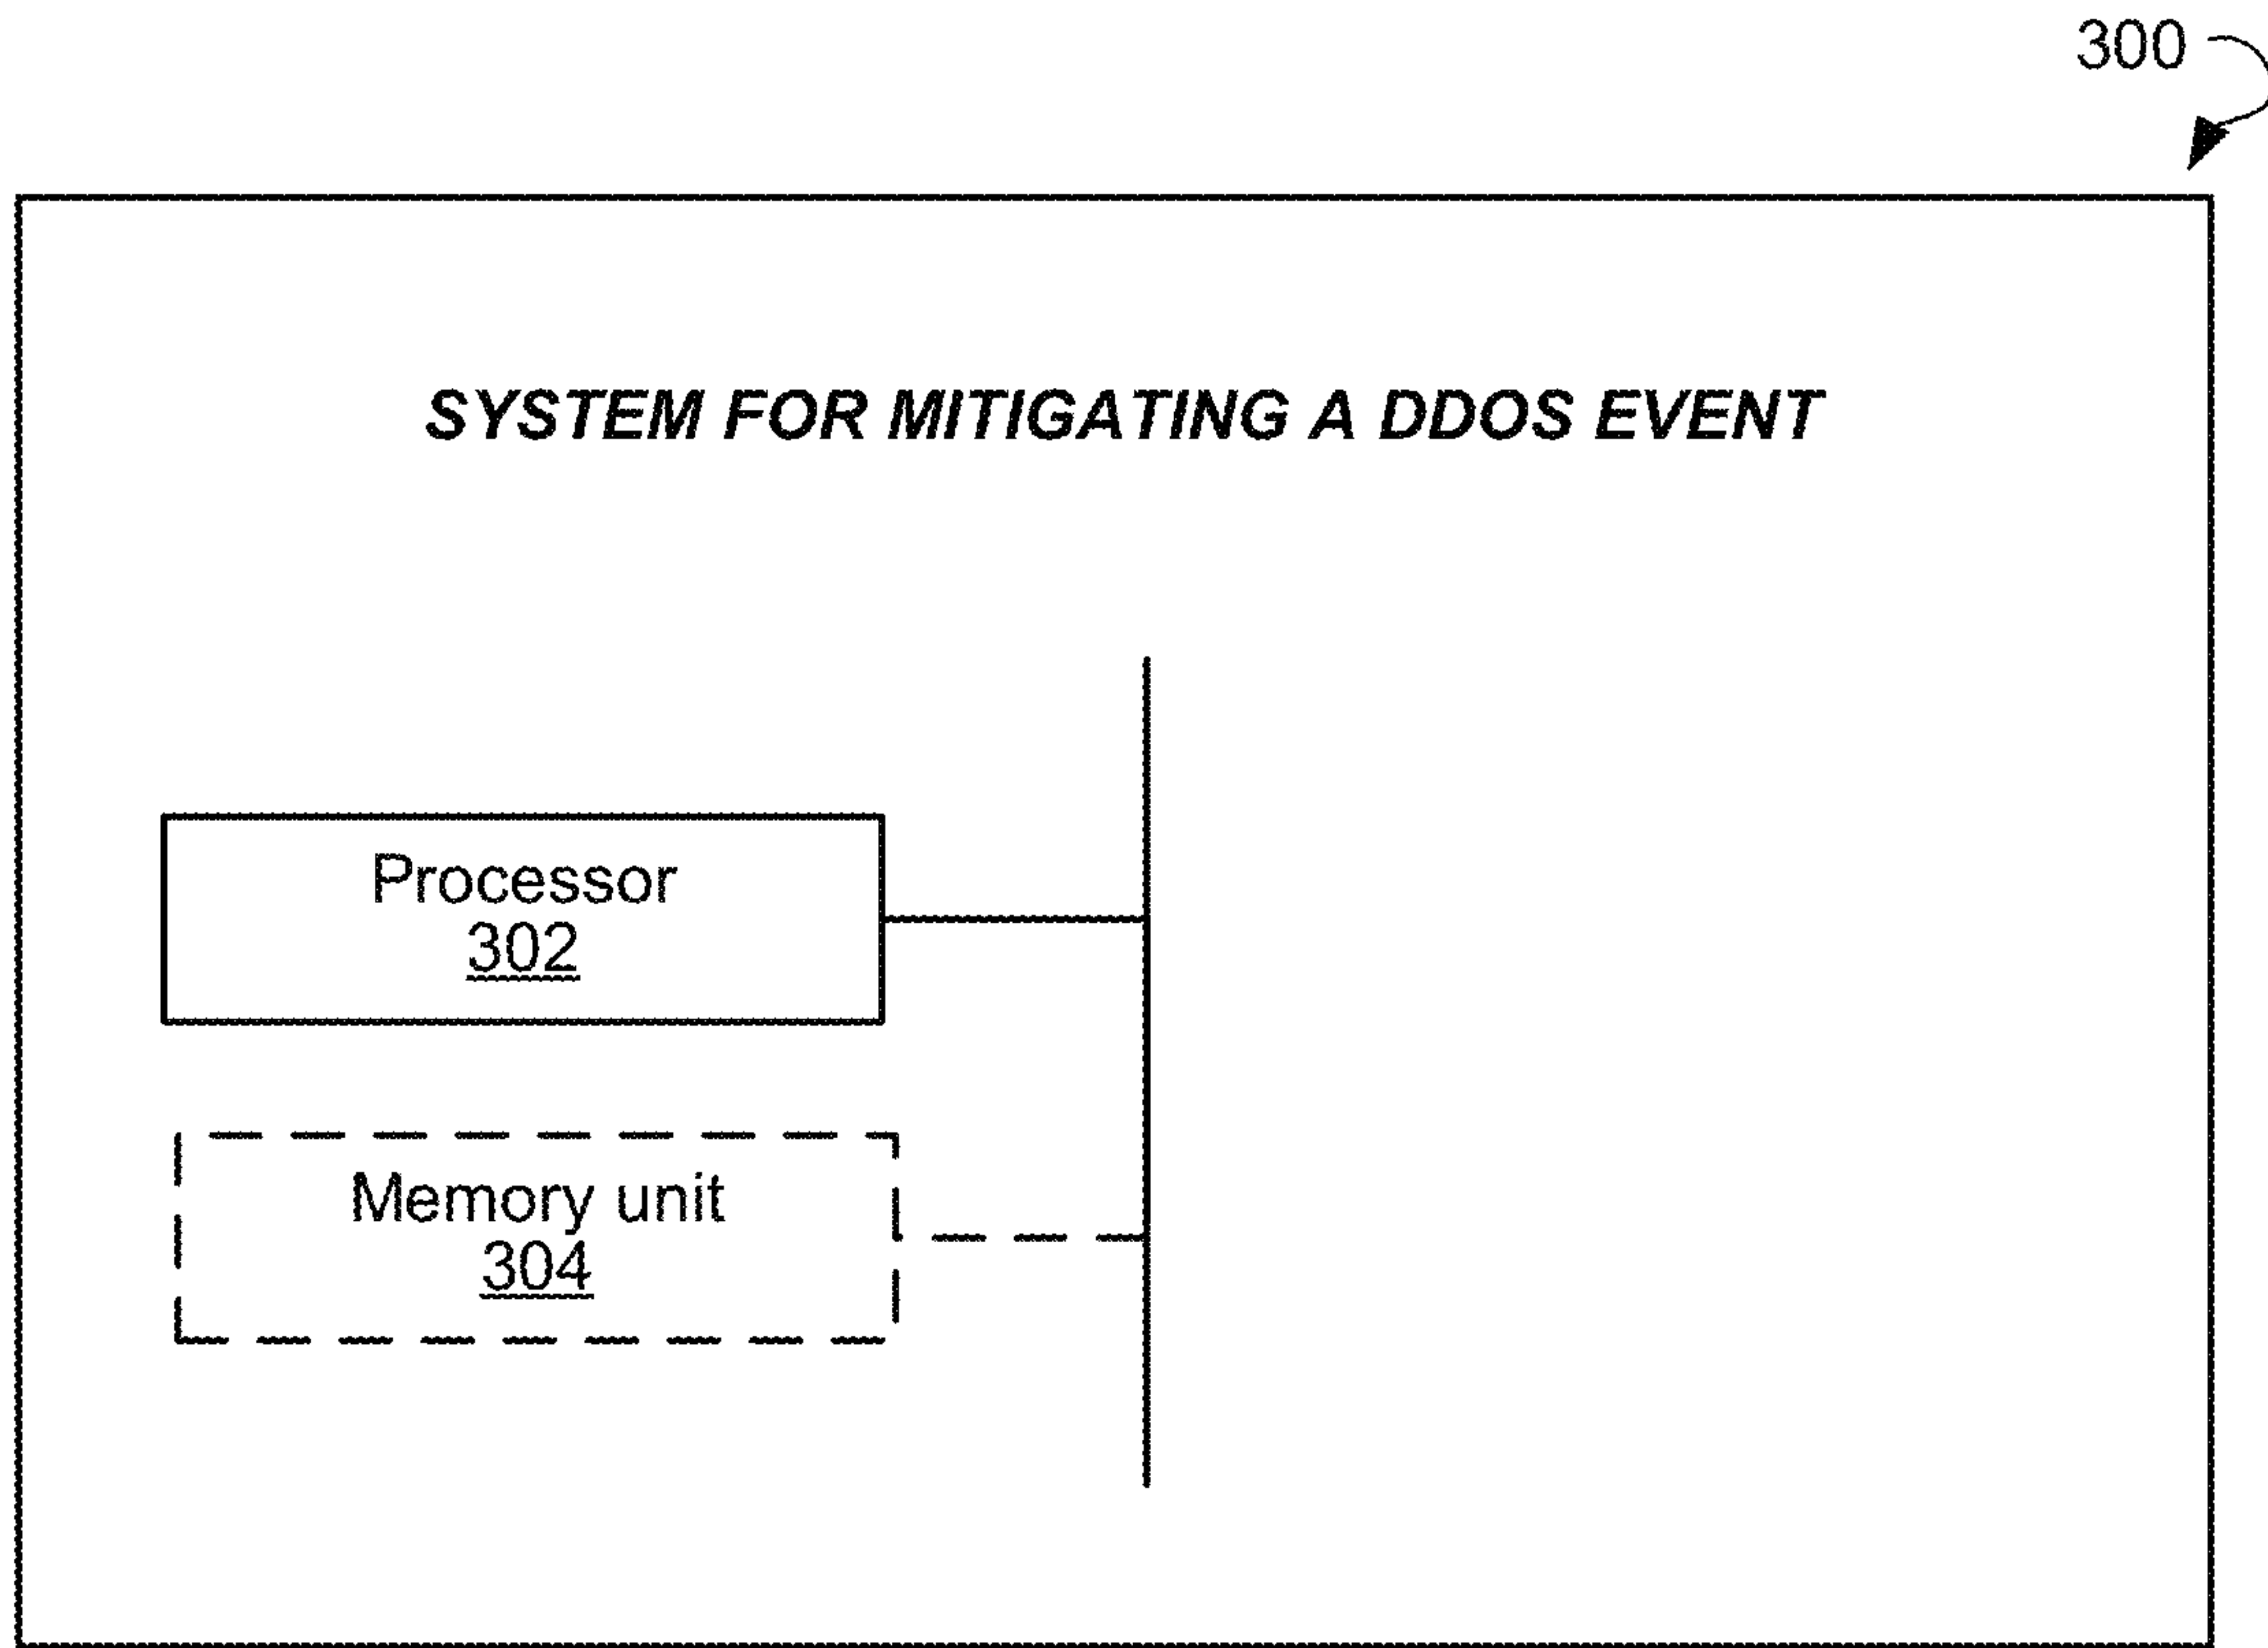 300
SYSTEM FOR MITIGATING A DDOS EVENT
Processor
302
Memory unit
304